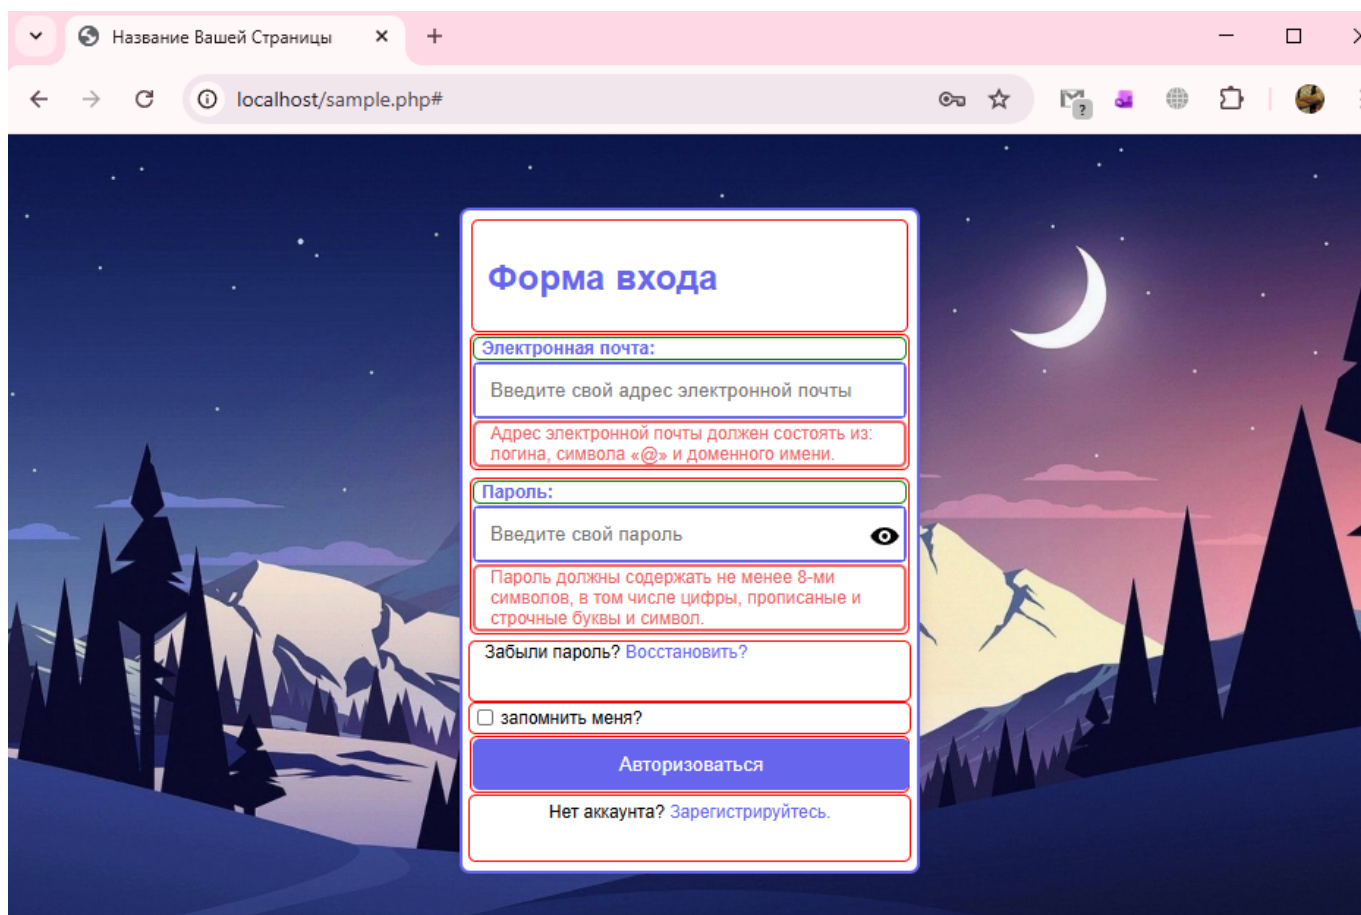 Название Вашей Страницы
localhost/sample.php#
?
Форма входа
Электронная почта:
Введите свой адрес электронной почты
Адрес электронной почты должен состоять из:
логина, символа «@» и доменного имени.
Пароль:
Введите свой пароль
Пароль должны содержать не менее 8-ми
символов, в том числе цифры, прописаные и
строчные буквы и символ.
Забыли пароль? Восстановить?
запомнить меня?
Авторизоваться
Нет аккаунта? Зарегистрируйтесь.